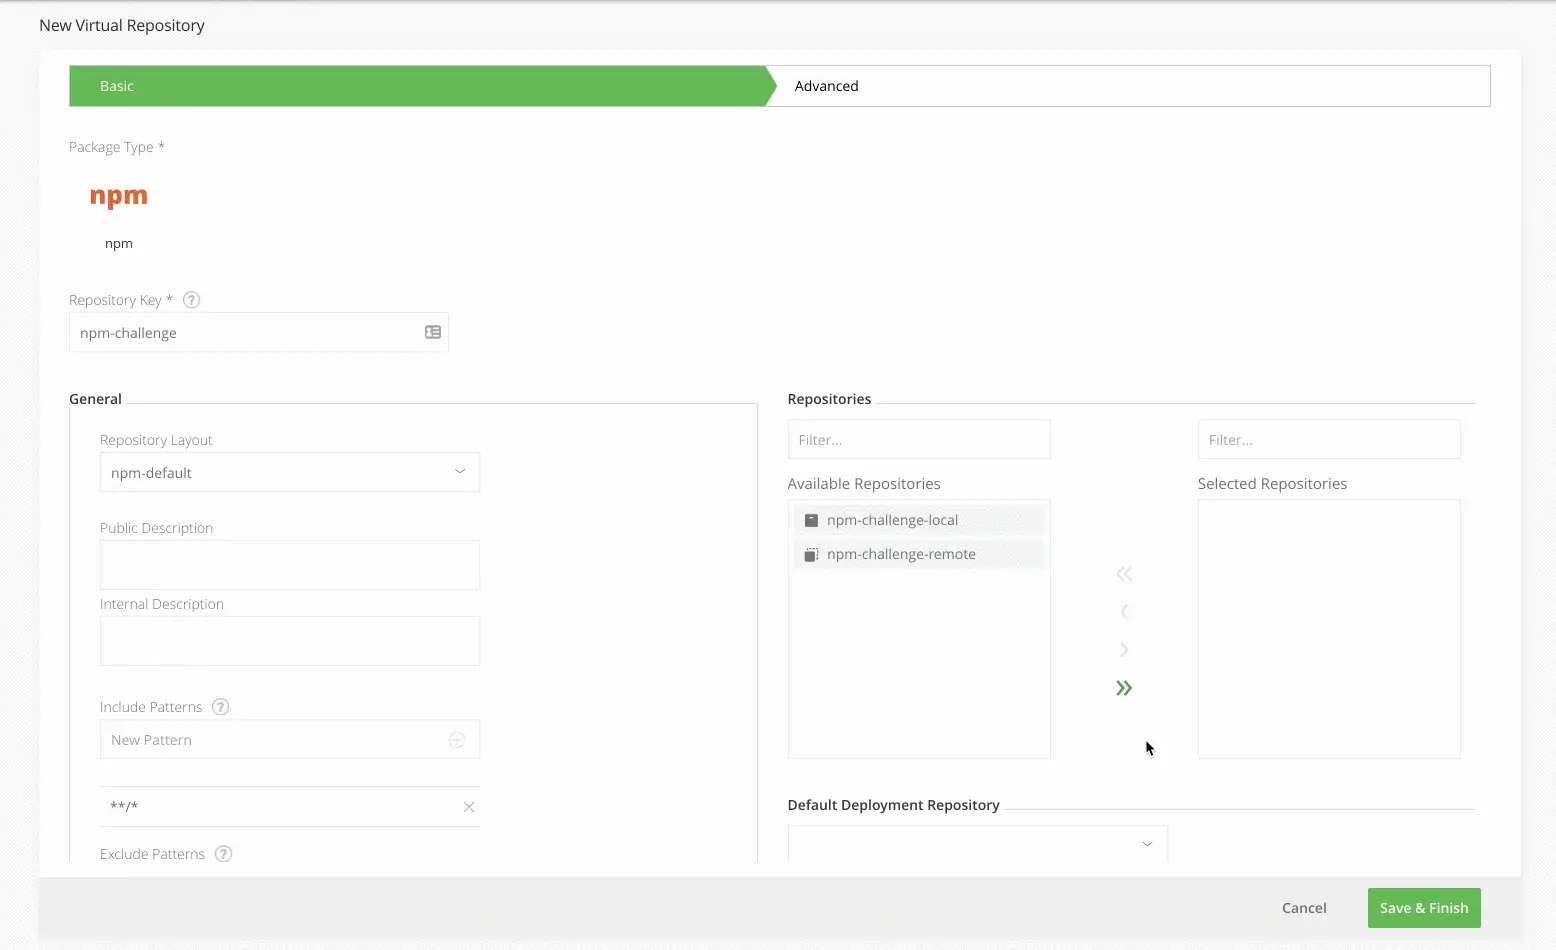 New Virtual Repository
Basic
Advanced
Package Type *
npm
npm
Repository Key * ?
npm-challenge
General
Repository Layout
npm-default
Public Description
Internal Description
Include Patterns ?
New Pattern
**/*
Exclude Patterns ?
Repositories
Filter...
Filter...
Available Repositories
Selected Repositories
npm-challenge-local
npm-challenge-remote
Default Deployment Repository
Cancel
Save & Finish